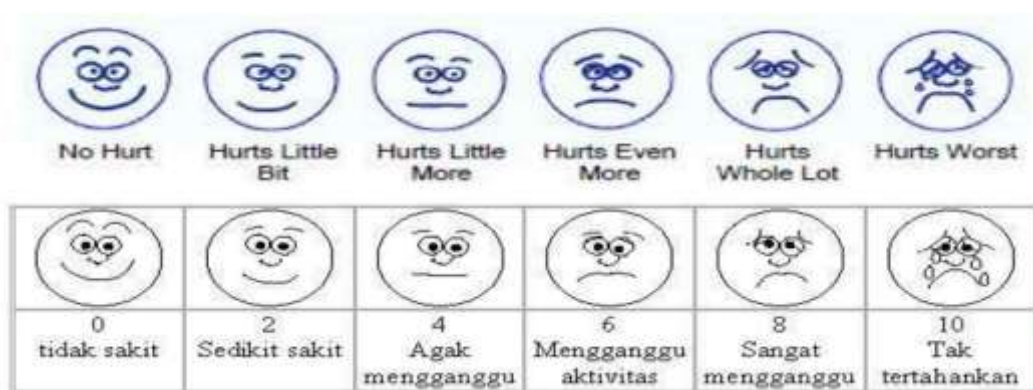 No Hurt
Hurts Little
Bit
Hurts Little
More
Hurts Even
More
Hurts
Whole Lot
Hurts Worst
0
tidak sakit
2
Sedikit sakit
4
Agak
mengganggu
6
Mengganggu
aktivitas
8
Sangat
mengganggu
10
Tak
tertahankan